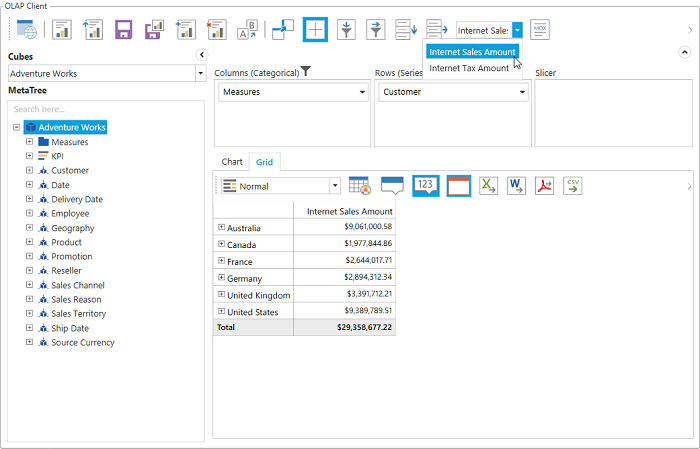 OLAP Client
Internet Sale:
MDX
Internet Sales Amount
Internet Tax Amount
Cubes
Adventure Works
MetaTree
Search here...
Adventure Works
Measures
KPI
Customer
Date
Delivery Date
Employee
Geography
Product
Promotion
Reseller
Sales Channel
Sales Reason
Sales Territory
Ship Date
Source Currency
Columns (Categorical)
Rows (Series
Slicer
Measures
Customer
Chart Grid
Normal
123
CSV
Internet Sales Amount
Australia $9,061,000.58
Canada $1,977,844.86
France $2,644,017.71
Germany $2,894,312.34
United Kingdom $3,391,712.21
United States $9,389,789.51
Total $29,358,677.22